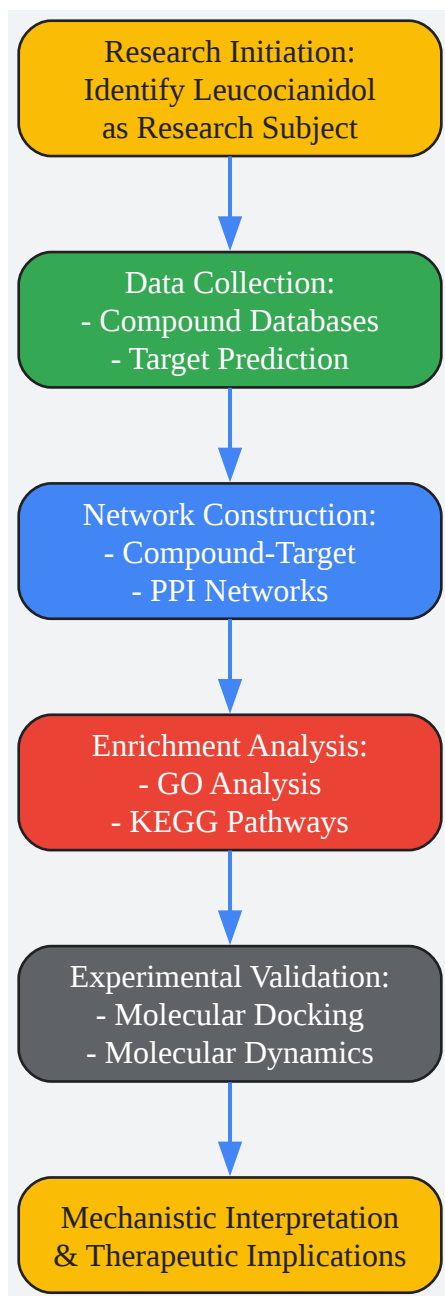 Research Initiation:
Identify Leucocianidol
as Research Subject
Data Collection:
- Compound Databases
- Target Prediction
Network Construction:
- Compound-Target
- PPI Networks
Enrichment Analysis:
- GO Analysis
- KEGG Pathways
Experimental Validation:
- Molecular Docking
- Molecular Dynamics
Mechanistic Interpretation
& Therapeutic Implications